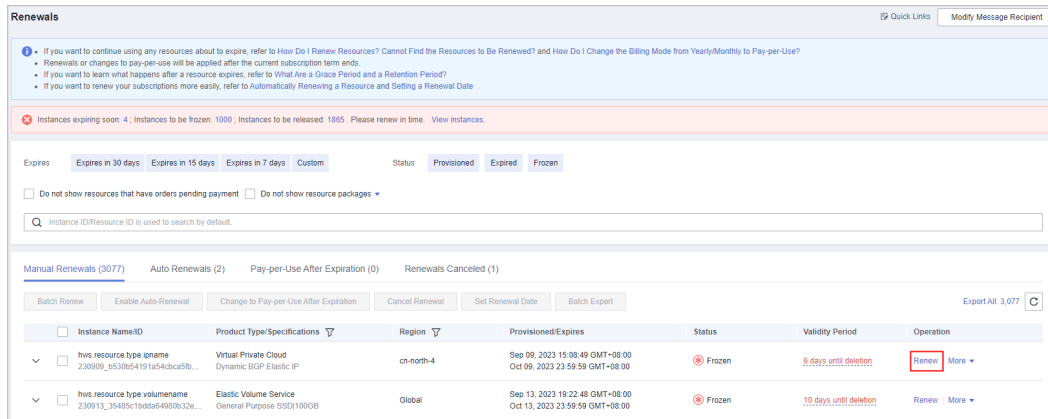 Renewals
Quick Links
Modify Message Recipient
If you want to continue using any resources about to expire, refer to How Do I Renew Resources? Cannot Find the Resources to Be Renewed? and How Do I Change the Billing Mode from Yearly/Monthly to Pay-per-Use?
Renewals or changes to pay-per-use will be applied after the current subscription term ends.
If you want to learn what happens after a resource expires, refer to What Are a Grace Period and a Retention Period?
If you want to renew your subscriptions more easily, refer to Automatically Renewing a Resource and Setting a Renewal Date
Instances expiring soon: 4 ; Instances to be frozen: 1000 ; Instances to be released: 1865 . Please renew in time. View instances.
Expires Expires in 30 days Expires in 15 days Expires in 7 days Custom Status Provisioned Expired Frozen
Do not show resources that have orders pending payment Do not show resource packages
Instance ID/Resource ID is used to search by default.
Manual Renewals (3077) Auto Renewals (2) Pay-per-Use After Expiration (0) Renewals Canceled (1)
Batch Renew Enable Auto-Renewal Change to Pay-per-Use After Expiration Cancel Renewal Set Renewal Date Batch Export Export All: 3,077
Instance Name/ID Product Type/Specifications Region Provisioned/Expires Status Validity Period Operation
hws.resource.type.ipname Virtual Private Cloud cn-north-4 Sep 09, 2023 15:08:49 GMT+08:00 Frozen 6 days until deletion Renew More
230909_b530b54191a54cbca5fb... Dynamic BGP Elastic IP Oct 09, 2023 23:59:59 GMT+08:00
hws.resource.type.volumename Elastic Volume Service Global Sep 13, 2023 19:22:48 GMT+08:00 Frozen 10 days until deletion Renew More
230913_35485c1bdda64980b32e... General Purpose SSD|100GB Oct 13, 2023 23:59:59 GMT+08:00